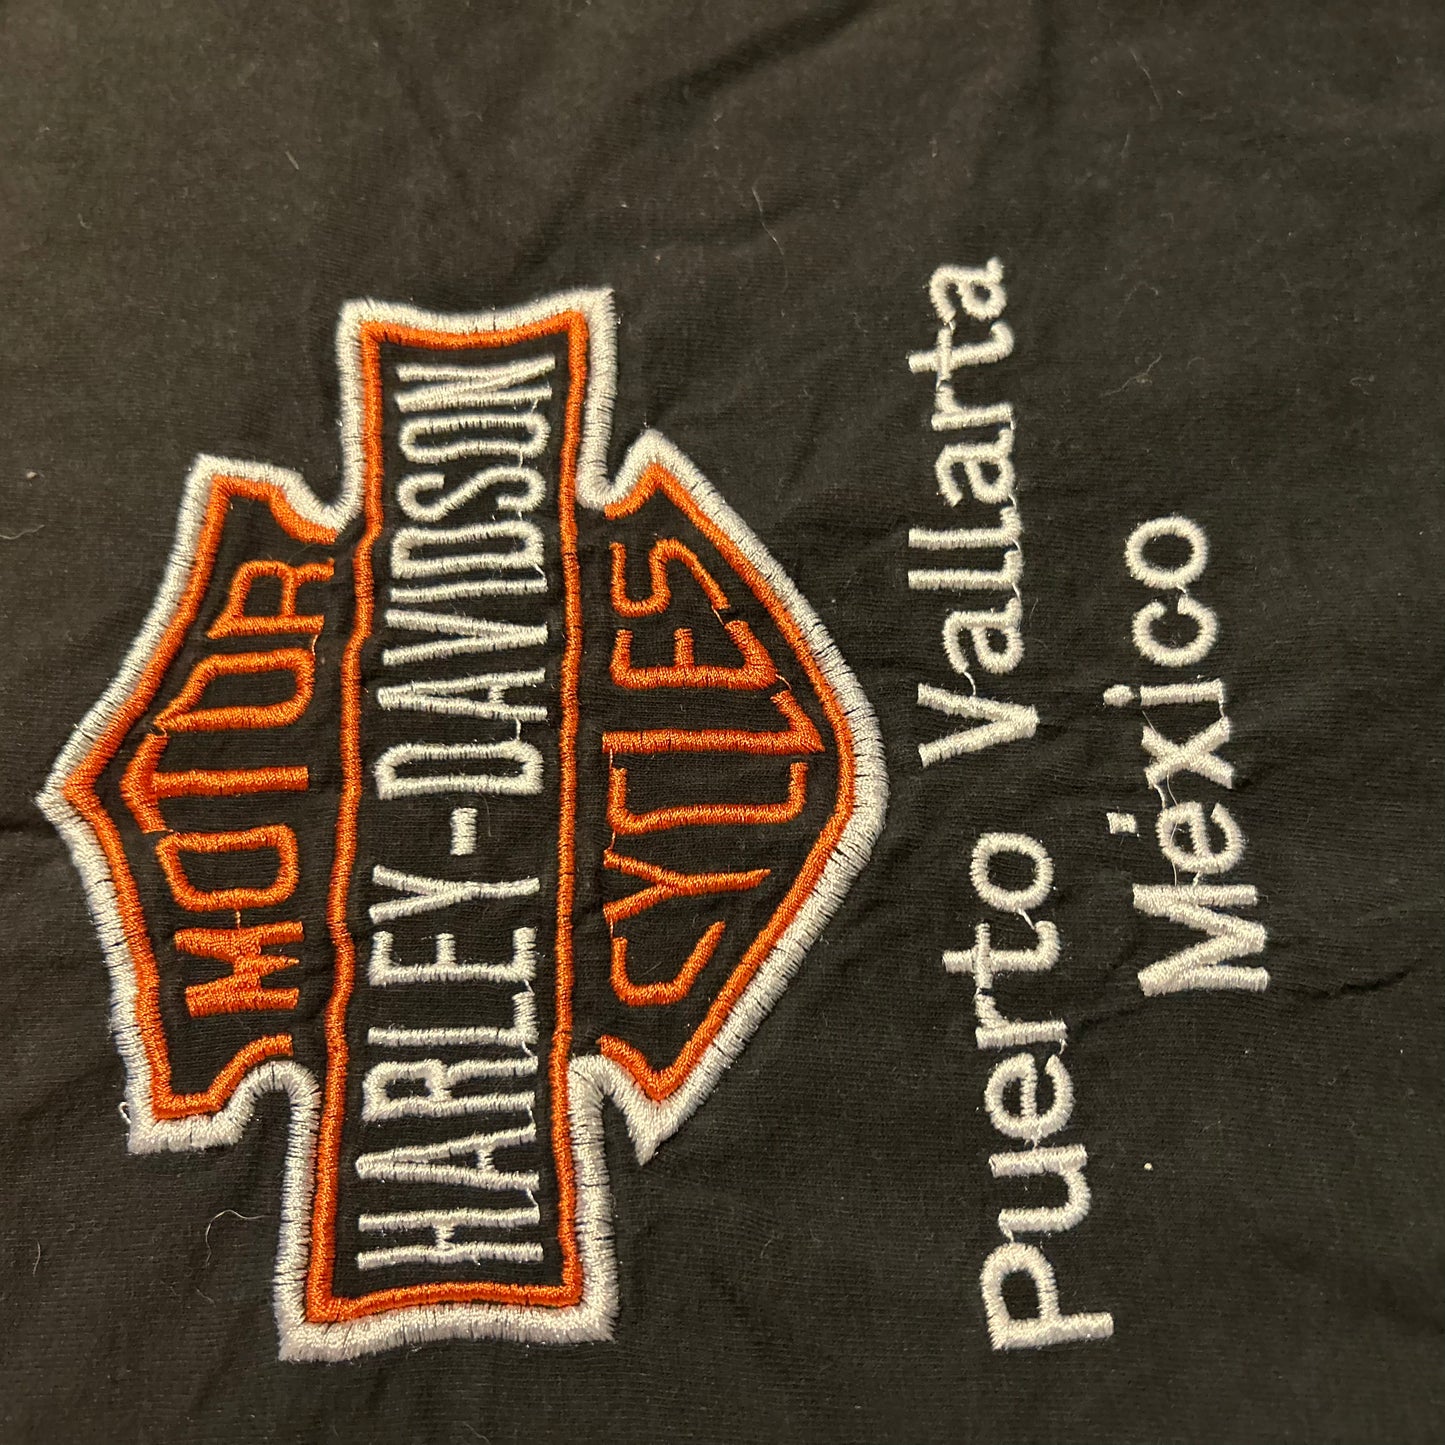 MOTOR
HARLEY-DAVIDSON
CYCLES
Puerto Vallarta
México